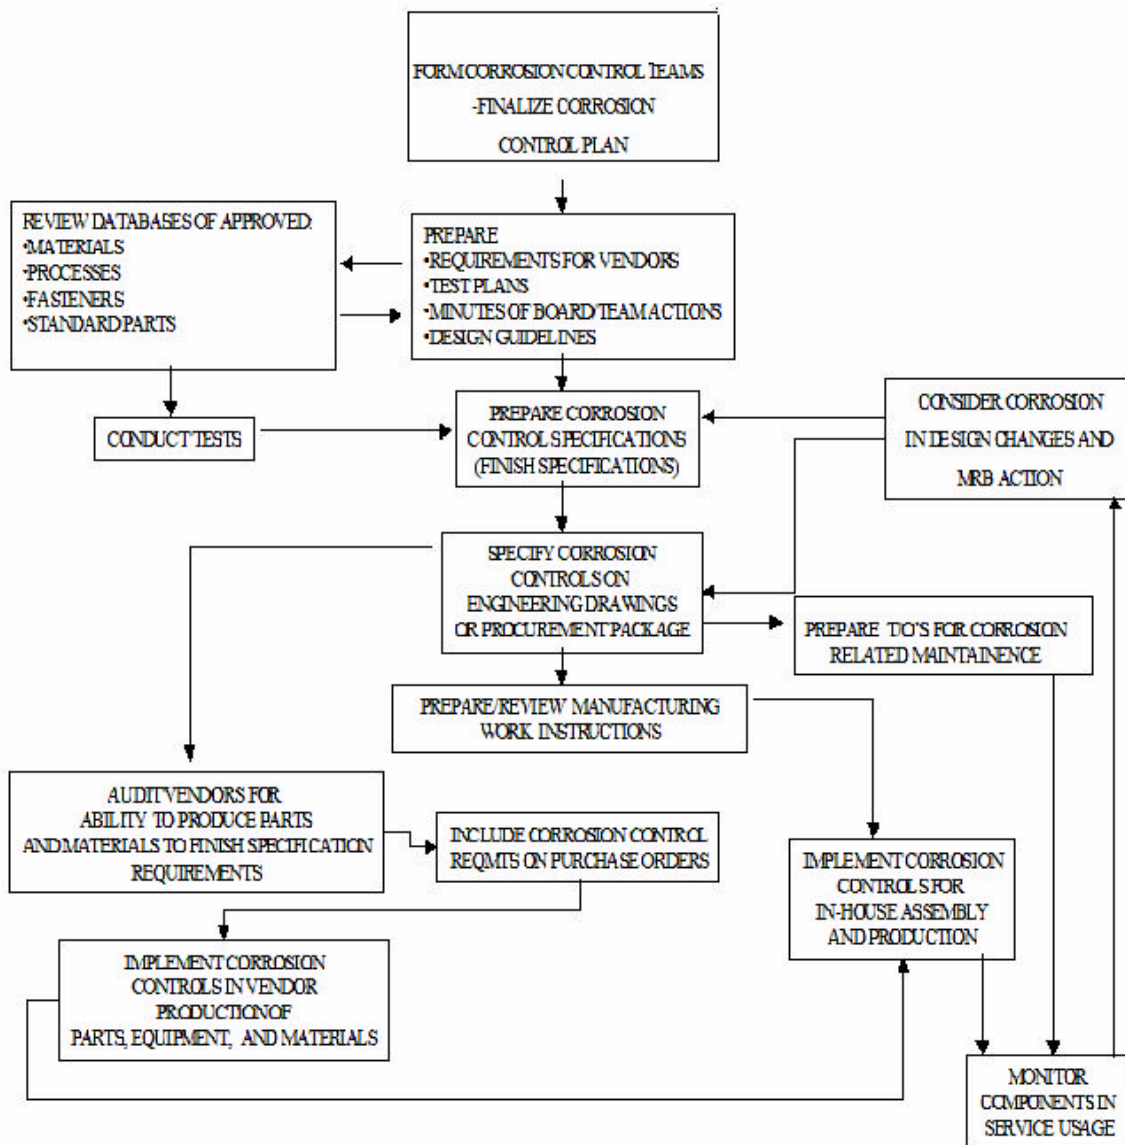 FORM CORROSION CONTROL TEAMS
-FINALIZE CORROSION
CONTROL PLAN
REVIEW DATABASES OF APPROVED:
•MATERIALS
•PROCESSES
•FASTENERS
•STANDARD PARTS
PREPARE
•REQUIREMENTS FOR VENDORS
•TEST PLANS
•MINUTES OF BOARD/TEAM ACTIONS
•DESIGN GUIDELINES
CONDUCT TESTS
PREPARE CORROSION
CONTROL SPECIFICATIONS
(FINISH SPECIFICATIONS)
CONSIDER CORROSION
IN DESIGN CHANGES AND
MRB ACTION
SPECIFY CORROSION
CONTROLS ON
ENGINEERING DRAWINGS
OR PROCUREMENT PACKAGE
PREPARE T.O.'S FOR CORROSION
RELATED MAINTAINENCE
PREPARE/REVIEW MANUFACTURING
WORK INSTRUCTIONS
AUDIT VENDORS FOR
ABILITY TO PRODUCE PARTS
AND MATERIALS TO FINISH SPECIFICATION
REQUIREMENTS
INCLUDE CORROSION CONTROL
REQMTS ON PURCHASE ORDERS
IMPLEMENT CORROSION
CONTROLS FOR
IN-HOUSE ASSEMBLY
AND PRODUCTION
IMPLEMENT CORROSION
CONTROLS IN VENDOR
PRODUCTION OF
PARTS, EQUIPMENT, AND MATERIALS
MONITOR
COMPONENTS IN
SERVICE USAGE